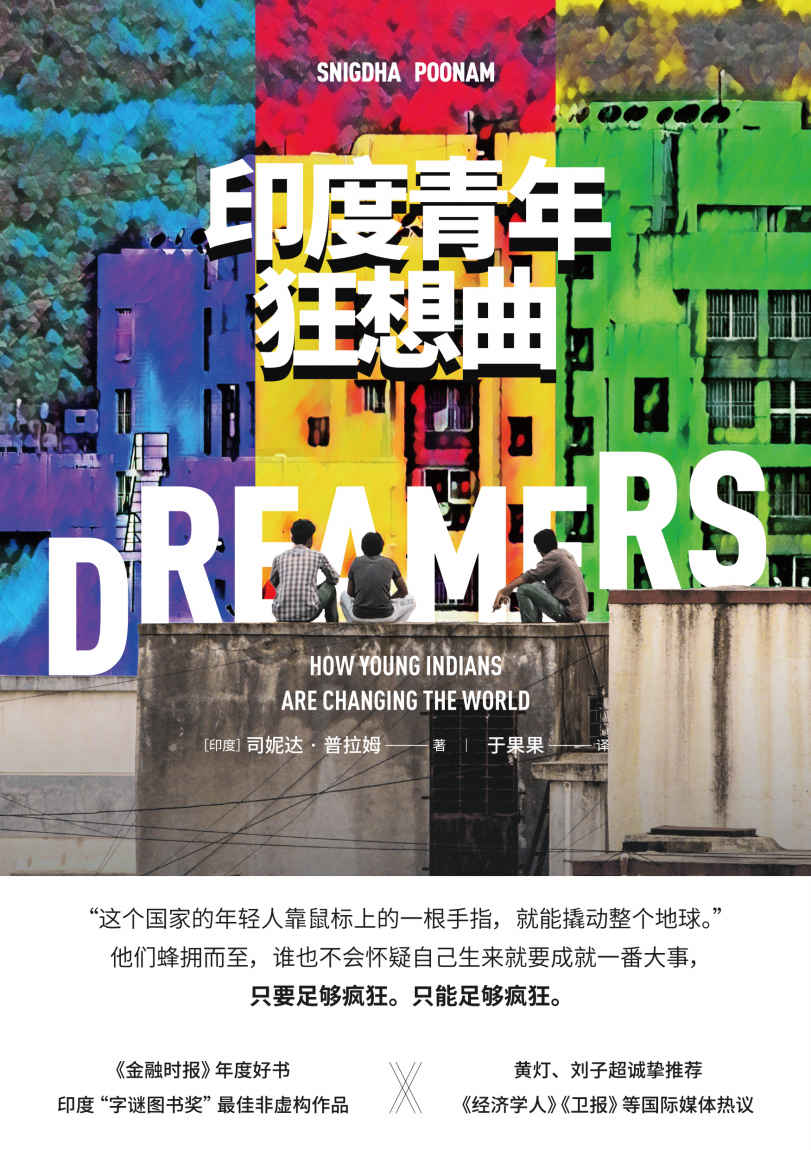 SNIGDHA POONAM
印度青年
狂想曲
DREAMERS
HOW YOUNG INDIANS
ARE CHANGING THE WORLD
[印度] 司妮达·普拉姆——著 | 于果果——译
“这个国家的年轻人靠鼠标上的一根手指，就能撬动整个地球。”
他们蜂拥而至，谁也不会怀疑自己生来就要成就一番大事，
只要足够疯狂。只能足够疯狂。
《金融时报》年度好书
印度“字谜图书奖”最佳非虚构作品
黄灯、刘子超诚挚推荐
《经济学人》《卫报》等国际媒体热议